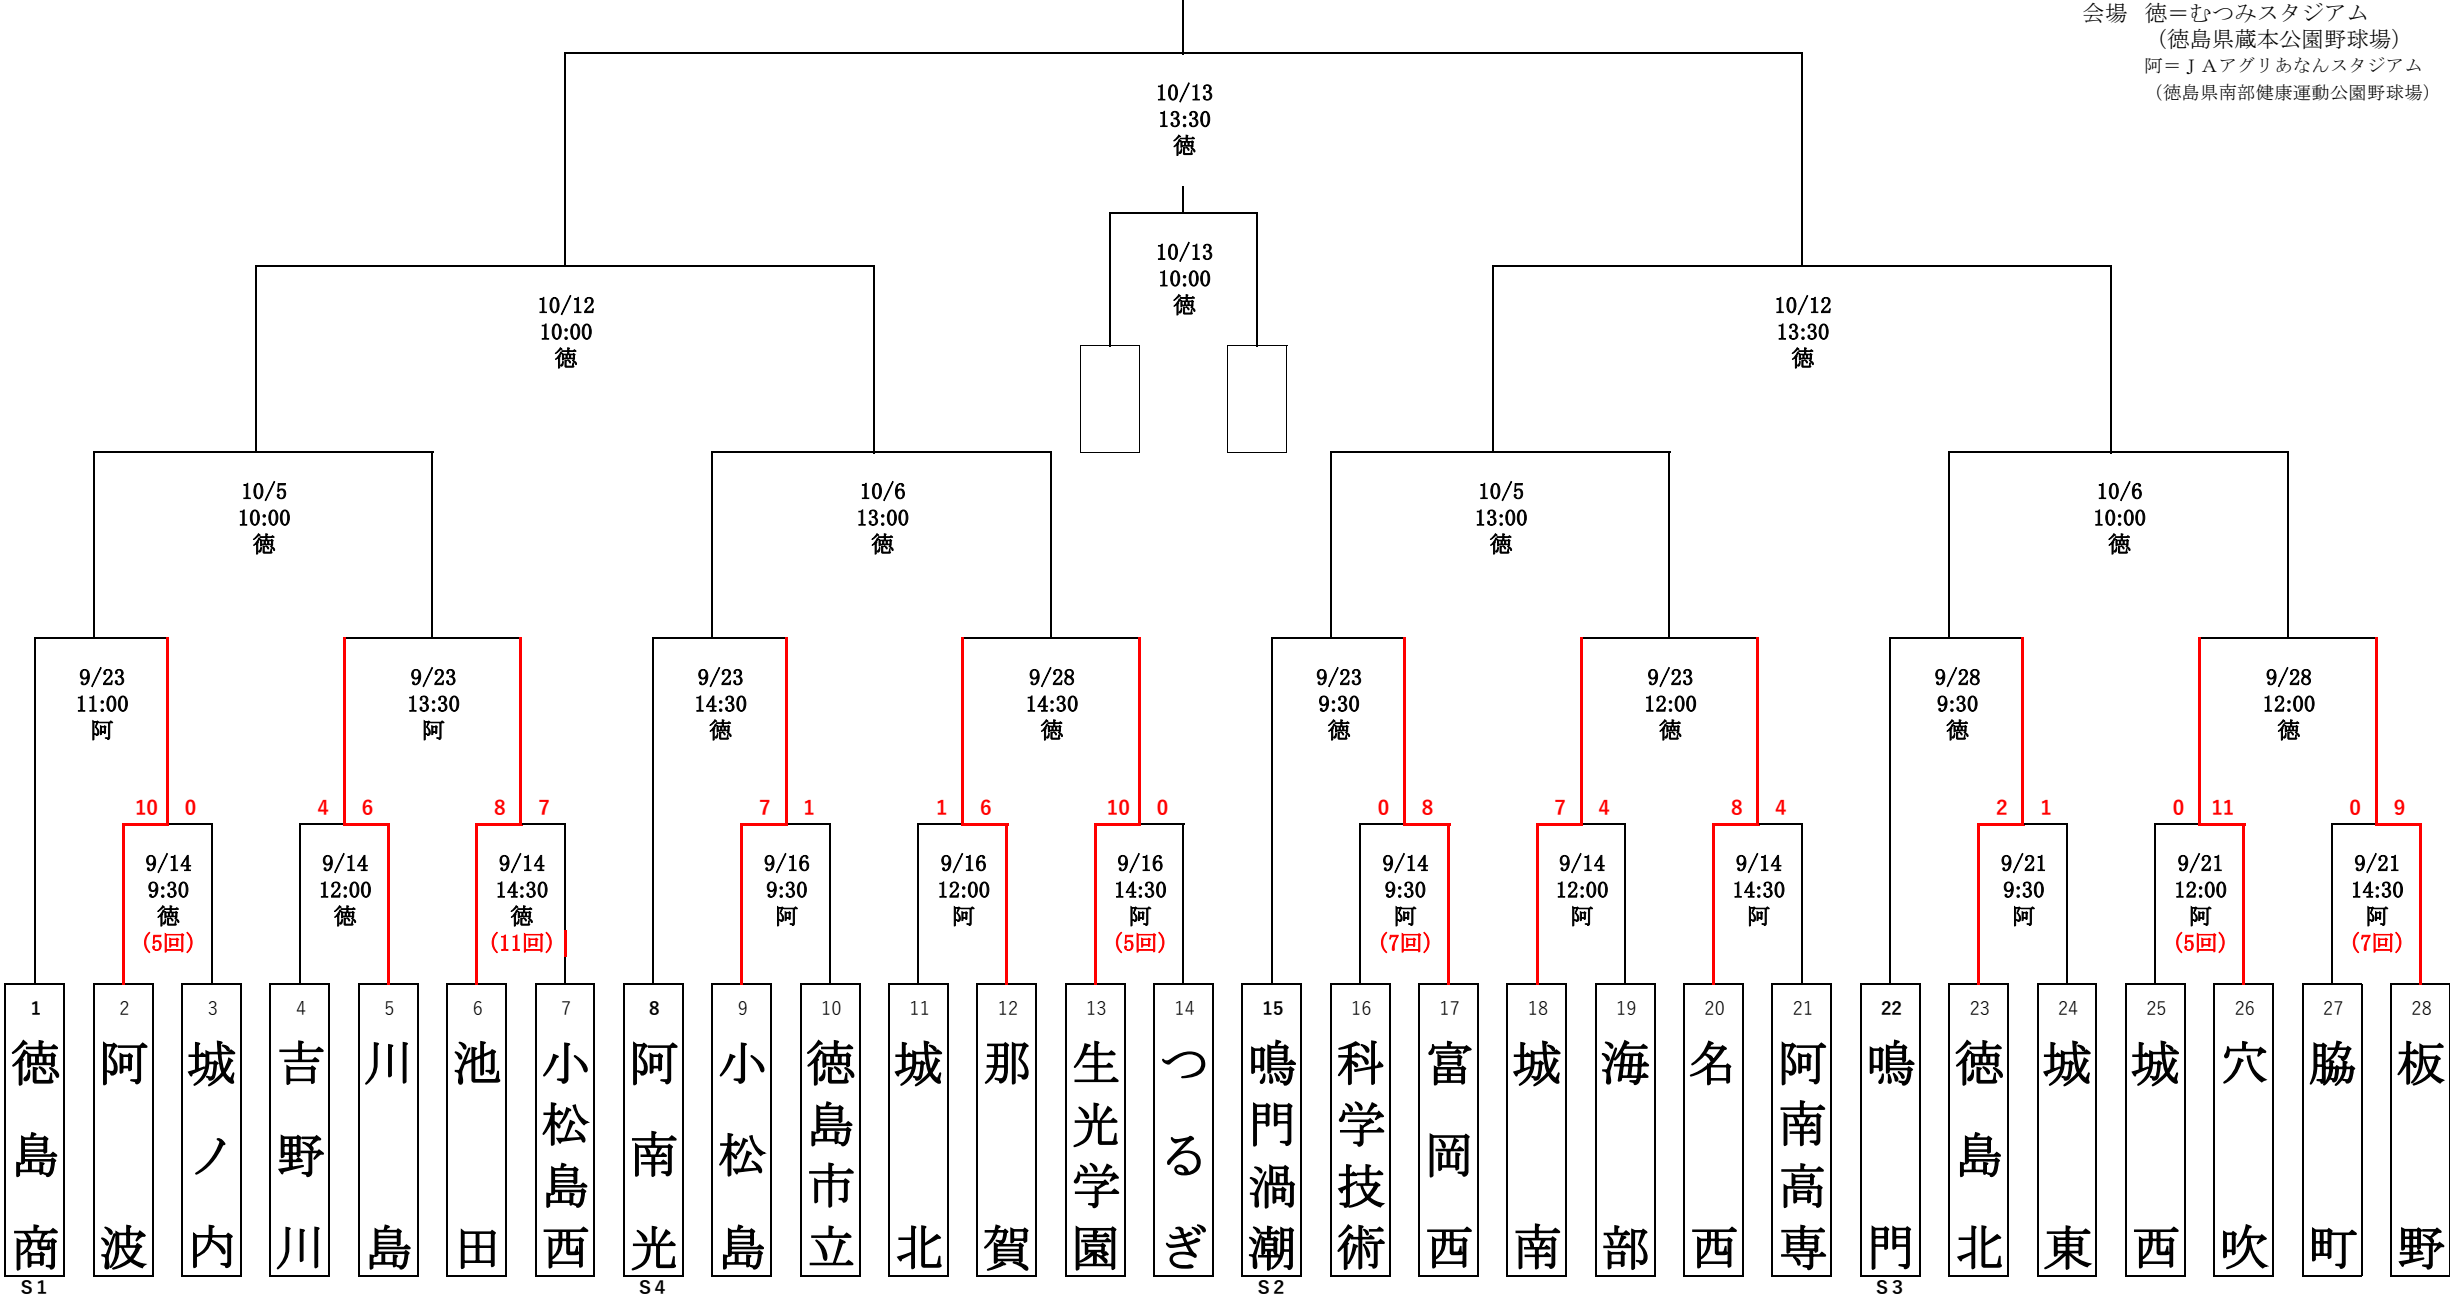 会場 徳＝むつみスタジアム
（徳島県蔵本公園野球場）
阿＝ＪＡアグリあなんスタジアム
（徳島県南部健康運動公園野球場）
10/13
13:30
徳
10/13
10:00
徳
10/12
10:00
徳
10/12
13:30
徳
10/5
10:00
徳
10/6
13:00
徳
10/5
13:00
徳
10/6
10:00
徳
9/23
11:00
阿
9/23
13:30
阿
9/23
14:30
徳
9/28
14:30
徳
9/23
9:30
徳
9/23
12:00
徳
9/28
9:30
徳
9/28
12:00
徳
10 0
4 6
8 7
7 1
1 6
10 0
0 8
7 4
8 4
2 1
0 11
0 9
9/14
9:30
徳
(5回)
9/14
12:00
徳
9/14
14:30
徳
(11回)
9/16
9:30
阿
9/16
12:00
阿
9/16
14:30
阿
(5回)
9/14
9:30
阿
(7回)
9/14
12:00
阿
9/14
14:30
阿
9/21
9:30
阿
9/21
12:00
阿
(5回)
9/21
14:30
阿
(7回)
1
徳島商
S1
2
阿波
3
城ノ内
4
吉野川
5
川島
6
池田
7
小松島西
8
阿南光
S4
9
小松島
10
徳島市立
11
城北
12
那賀
13
生光学園
14
つるぎ
15
鳴門渦潮
S2
16
科学技術
17
富岡西
18
城南
19
海部
20
名西
21
阿南高専
22
鳴門
S3
23
徳島北
24
城東
25
城西
26
穴吹
27
脇町
28
板野